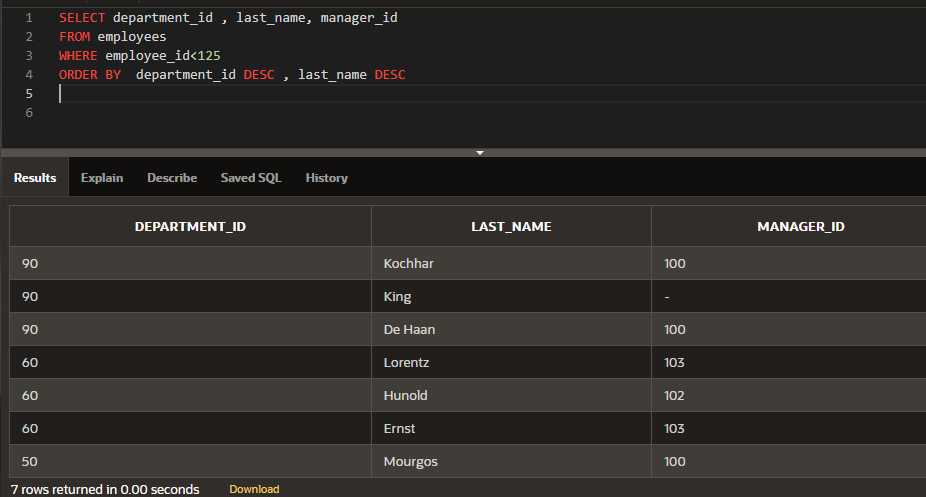 1 SELECT department_id , last_name, manager_id
2 FROM employees
3 WHERE employee_id<125
4 ORDER BY  department_id DESC , last_name DESC
5
6
Results Explain Describe Saved SQL History
DEPARTMENT_ID LAST_NAME MANAGER_ID
90 Kochhar 100
90 King -
90 De Haan 100
60 Lorentz 103
60 Hunold 102
60 Ernst 103
50 Mourgos 100
7 rows returned in 0.00 seconds Download